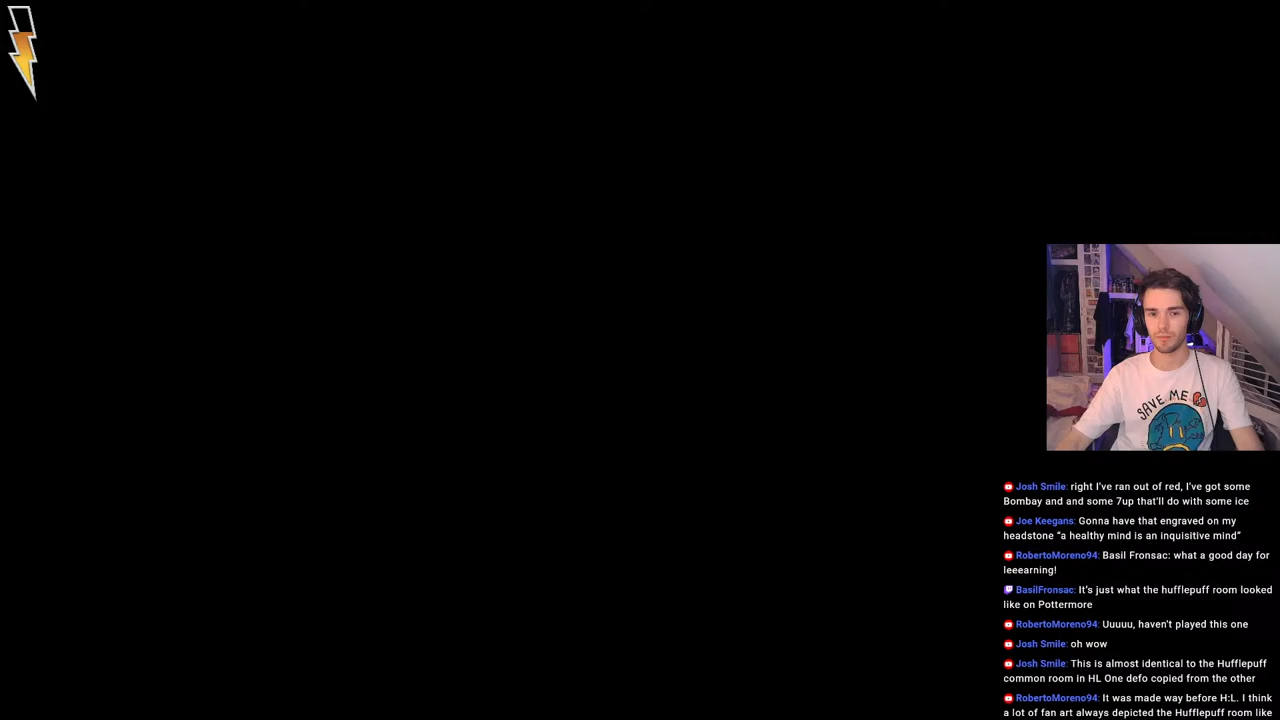 SAVE ME
Josh Smile: right I've ran out of red, I've got some
Bombay and and some 7up that'll do with some ice
Joe Keegans: Gonna have that engraved on my
headstone “a healthy mind is an inquisitive mind”
RobertoMoreno94: Basil Fronsac: what a good day for
leeearning!
BasilFronsac: It’s just what the hufflepuff room looked
like on Pottermore
RobertoMoreno94: Uuuuu, haven't played this one
Josh Smile: oh wow
Josh Smile: This is almost identical to the Hufflepuff
common room in HL One defo copied from the other
RobertoMoreno94: It was made way before H:L. I think
a lot of fan art always depicted the Hufflepuff room like